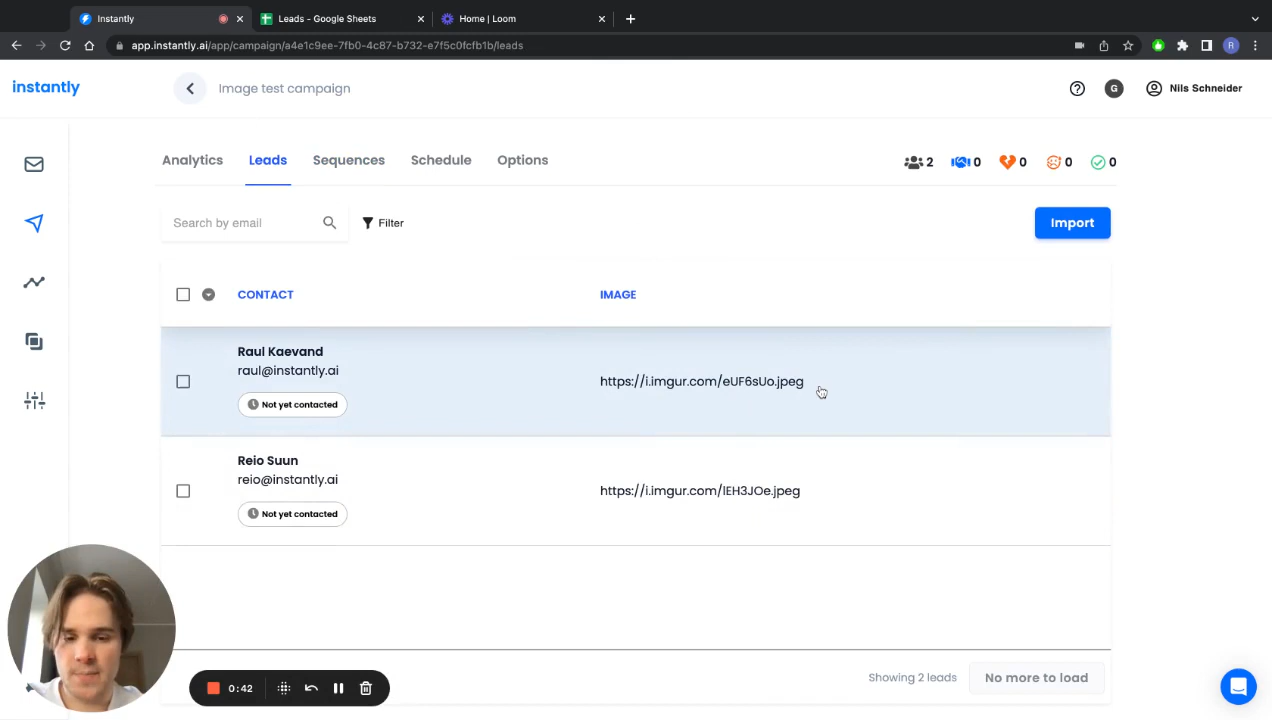 Instantly
Leads - Google Sheets
Home | Loom
app.instantly.ai/app/campaign/a4e1c9ee-7fb0-4c87-b732-e7f5c0fcfb1b/leads
R
instantly
Image test campaign
G
Nils Schneider
Analytics
Leads
Sequences
Schedule
Options
2
0
0
0
0
Search by email
Filter
Import
CONTACT
IMAGE
Raul Kaevand
raul@instantly.ai
Not yet contacted
https://i.imgur.com/eUF6sUo.jpeg
Reio Suun
reio@instantly.ai
Not yet contacted
https://i.imgur.com/IEH3JOe.jpeg
0:42
Showing 2 leads
No more to load